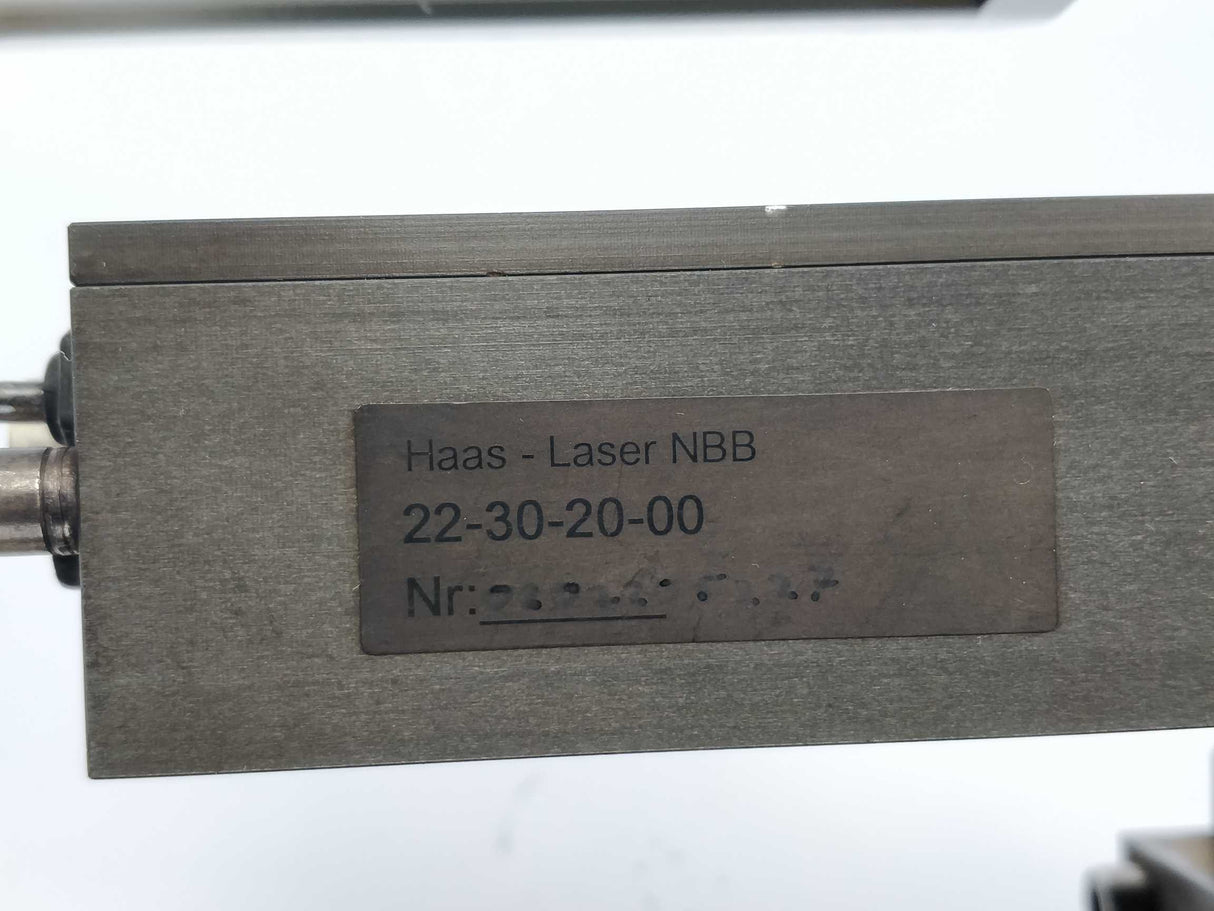 Haas - Laser NBB
22-30-20-00
Nr: